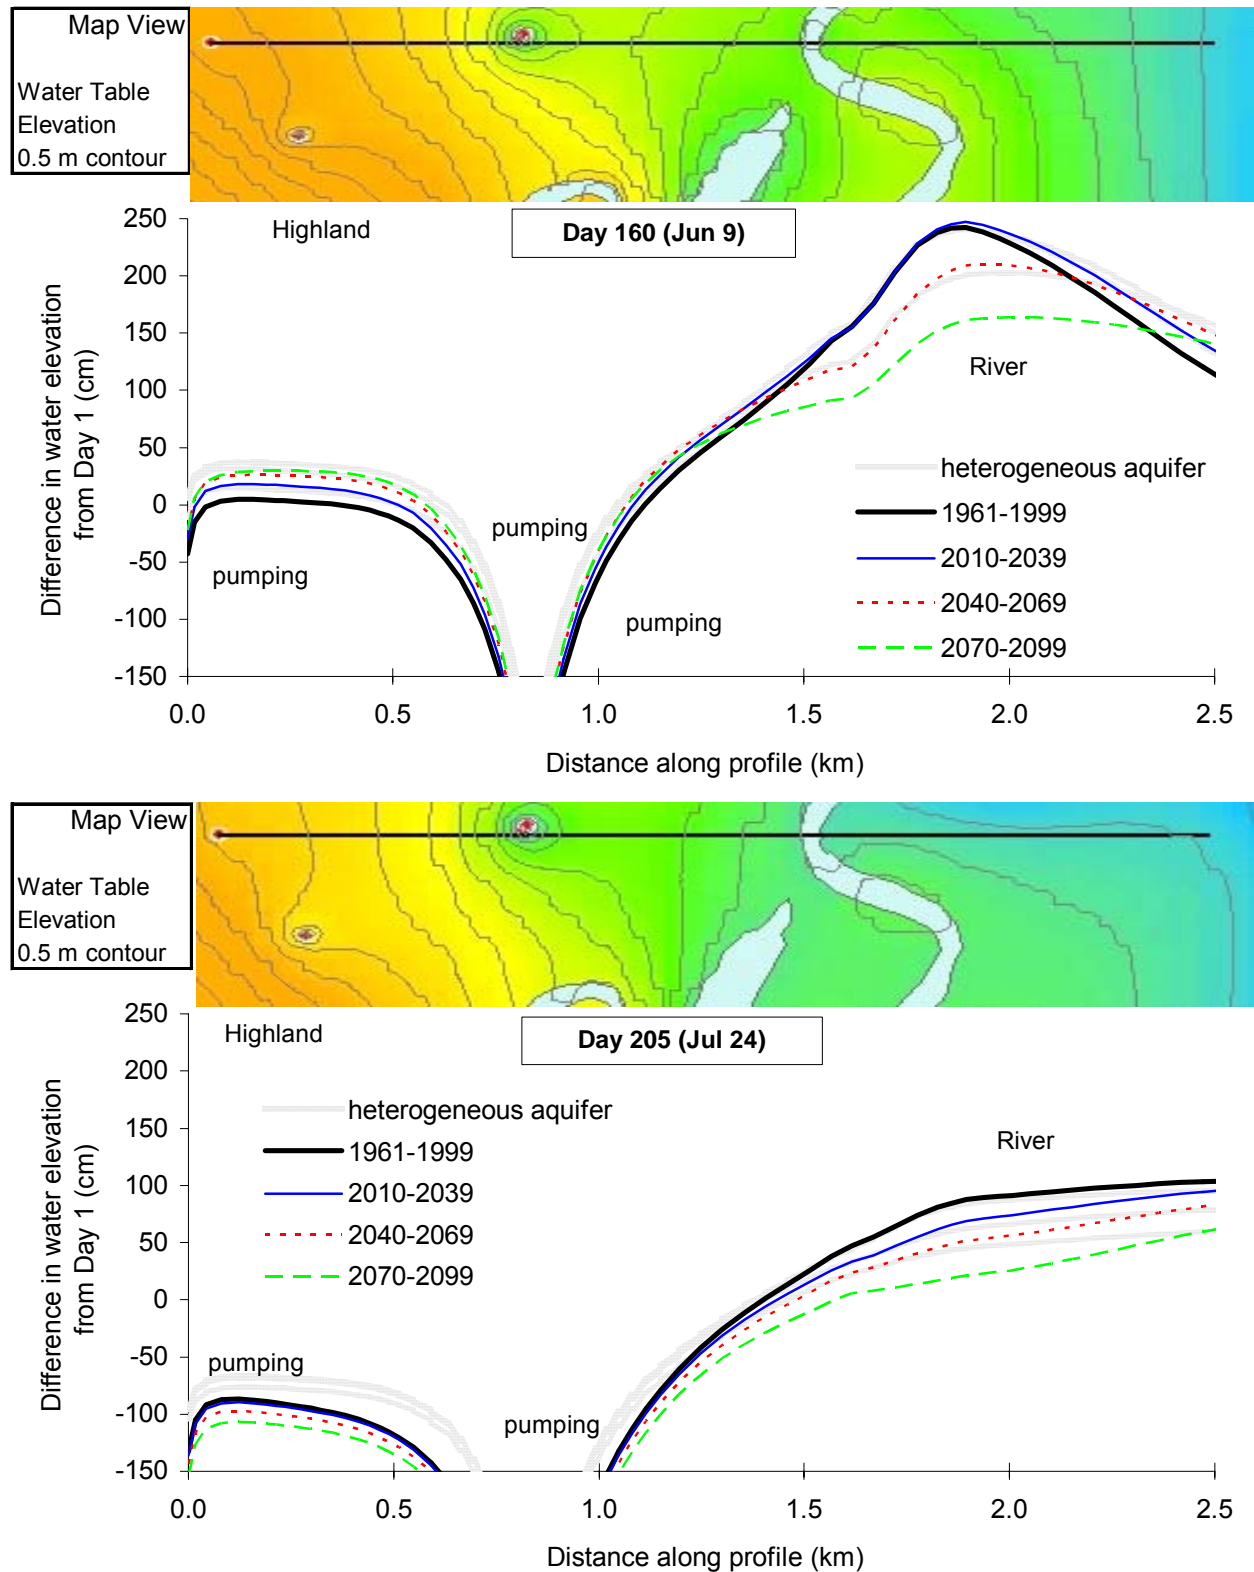 Map View
Water Table
Elevation
0.5 m contour
250
200
150
100
50
0
-50
-100
-150
Difference in water elevation
from Day 1 (cm)
Highland
Day 160 (Jun 9)
River
pumping
pumping
pumping
heterogeneous aquifer
1961-1999
2010-2039
2040-2069
2070-2099
0.0
0.5
1.0
1.5
2.0
2.5
Distance along profile (km)
Map View
Water Table
Elevation
0.5 m contour
250
200
150
100
50
0
-50
-100
-150
Difference in water elevation
from Day 1 (cm)
Highland
Day 205 (Jul 24)
heterogeneous aquifer
1961-1999
2010-2039
2040-2069
2070-2099
River
pumping
pumping
0.0
0.5
1.0
1.5
2.0
2.5
Distance along profile (km)